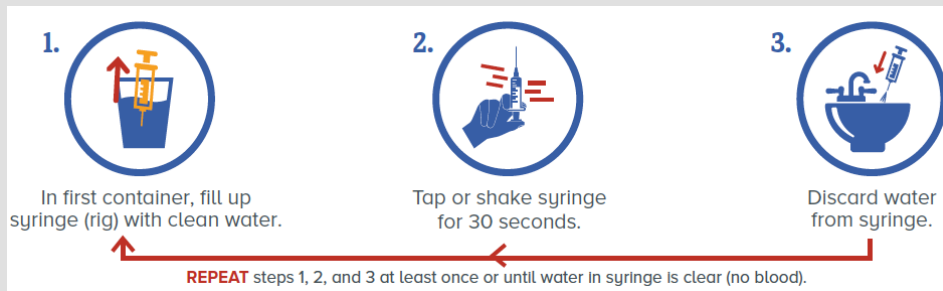 1.
In first container, fill up
syringe (rig) with clean water.
2.
Tap or shake syringe
for 30 seconds.
3.
Discard water
from syringe.
REPEAT steps 1, 2, and 3 at least once or until water in syringe is clear (no blood).